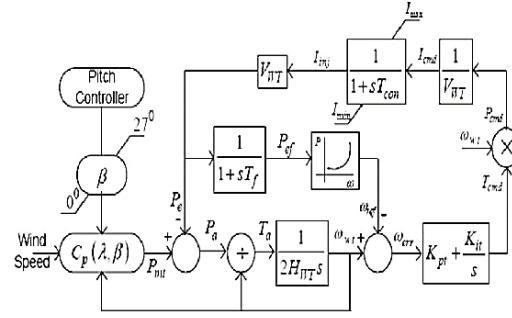 I_max
Pitch
Controller
27⁰
β
0⁰
V_WT
I_inj
1
1+sT_con
I_min
I_cmd
1
V_WT
P_cmd
ω_wt
×
T_cmd
1
1+sT_f
P_ef
P
ω
P_e
-
ω_ref
-
Wind
Speed
C_p(λ,β)
P_mt
+
P_a
÷
T_a
1
2H_WT s
ω_wt
+
ω_err
K_pt + K_it
s